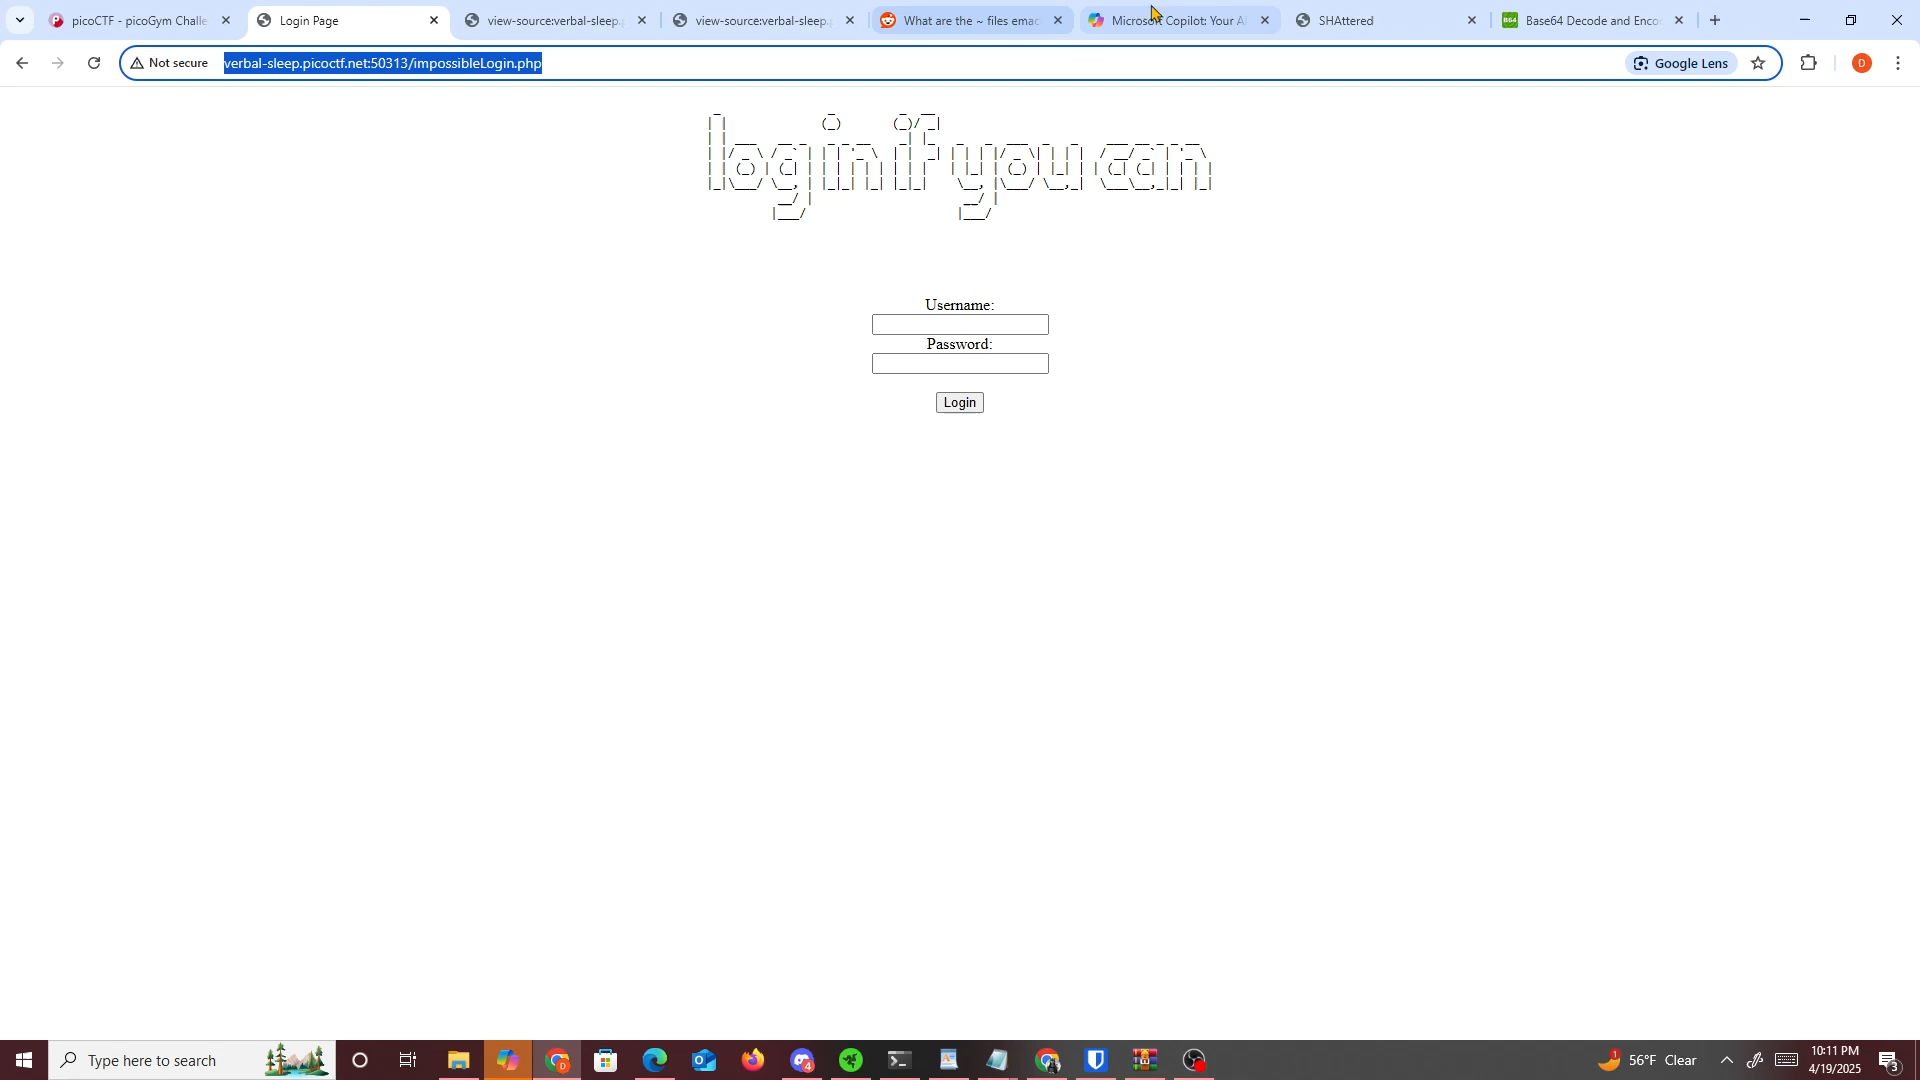 picoCTF - picoGym Challe
Login Page
view-source:verbal-sleep.
view-source:verbal-sleep.
What are the ~ files emac
Microsoft Copilot: Your AI
SHAttered
Base64 Decode and Enco
Not secure
verbal-sleep.picoctf.net:50313/impossibleLogin.php
Google Lens
D
login if you can
Username:
Password:
Login
Type here to search
56°F Clear
10:11 PM
4/19/2025